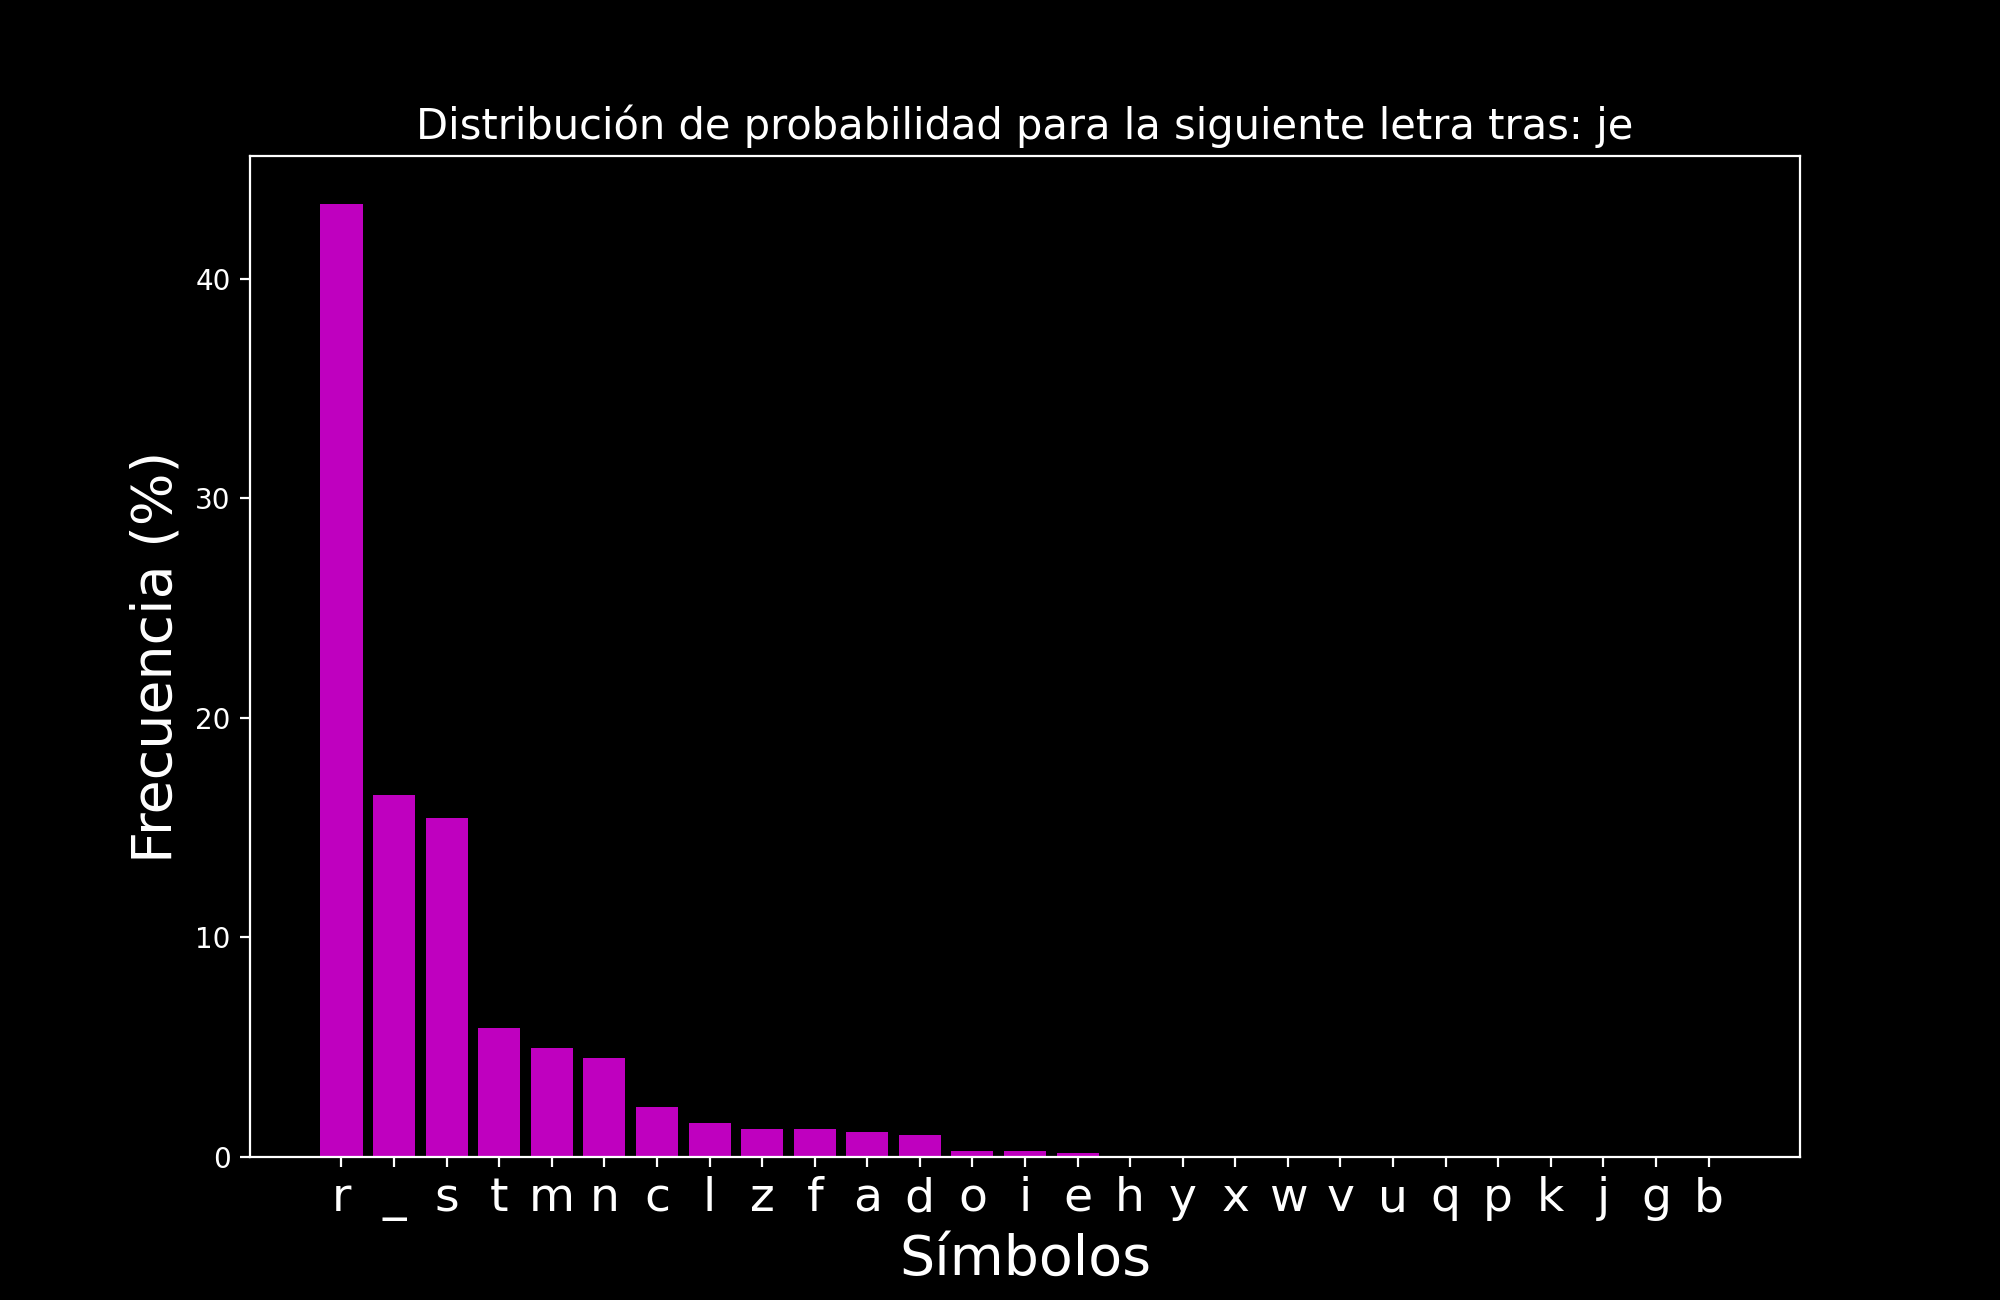 Distribución de probabilidad para la siguiente letra tras: je
Frecuencia (%)
40
30
20
10
0
r _ s t m n c l z f a d o i e h y x w v u q p k j g b
Símbolos